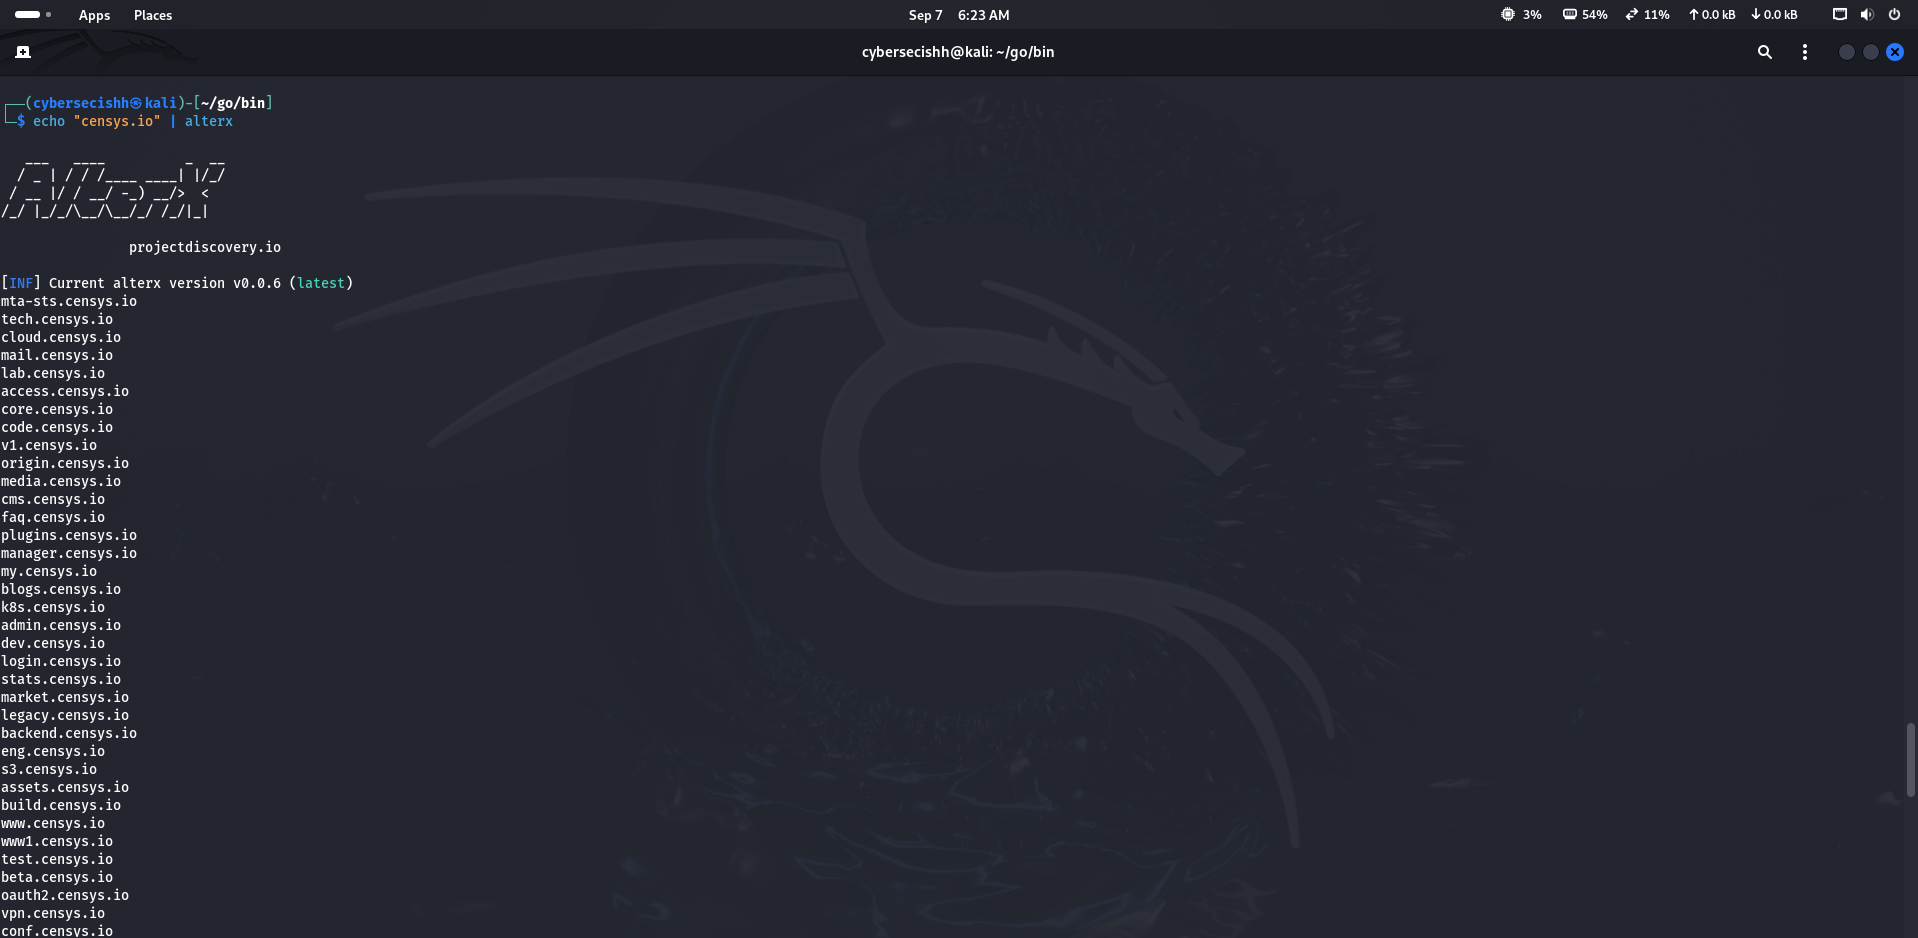 Apps Places Sep 7 6:23 AM 3% 54% 11% 0.0 kB 0.0 kB
cybersecishh@kali: ~/go/bin
┌──(cybersecishh㉿kali)-[~/go/bin]
└─$ echo "censys.io" | alterx
   ___   ____          _  __
  / _ | / / /____ ____| |/_/
 / __ |/ / __/ -_) __/>  <
/_/ |_/_/\__/\__/_/ /_/|_|
projectdiscovery.io
[INF] Current alterx version v0.0.6 (latest)
mta-sts.censys.io
tech.censys.io
cloud.censys.io
mail.censys.io
lab.censys.io
access.censys.io
core.censys.io
code.censys.io
v1.censys.io
origin.censys.io
media.censys.io
cms.censys.io
faq.censys.io
plugins.censys.io
manager.censys.io
my.censys.io
blogs.censys.io
k8s.censys.io
admin.censys.io
dev.censys.io
login.censys.io
stats.censys.io
market.censys.io
legacy.censys.io
backend.censys.io
eng.censys.io
s3.censys.io
assets.censys.io
build.censys.io
www.censys.io
www1.censys.io
test.censys.io
beta.censys.io
oauth2.censys.io
vpn.censys.io
conf.censys.io